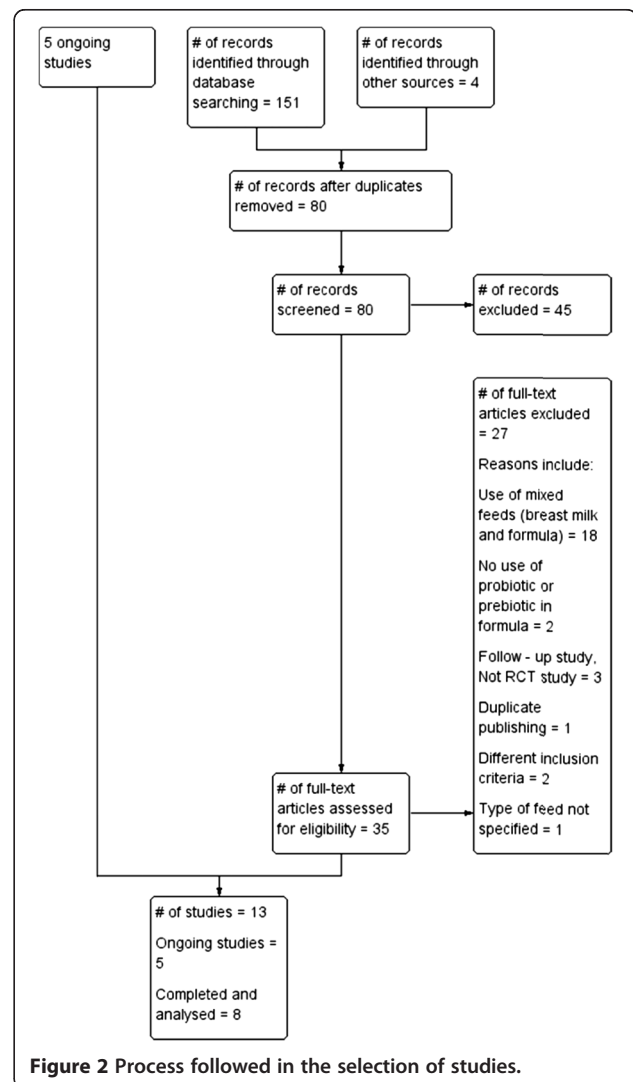 5 ongoing
studies
# of records
identified through
database
searching = 151
# of records
identified through
other sources = 4
# of records after duplicates
removed = 80
# of records
screened = 80
# of records
excluded = 45
# of full-text
articles excluded
= 27
Reasons include:
Use of mixed
feeds (breast milk
and formula) = 18
No use of
probiotic or
prebiotic in
formula = 2
Follow - up study,
Not RCT study = 3
Duplicate
publishing = 1
Different inclusion
criteria = 2
Type of feed not
specified = 1
# of full-text
articles assessed
for eligibility = 35
# of studies = 13
Ongoing studies =
5
Completed and
analysed = 8
Figure 2 Process followed in the selection of studies.